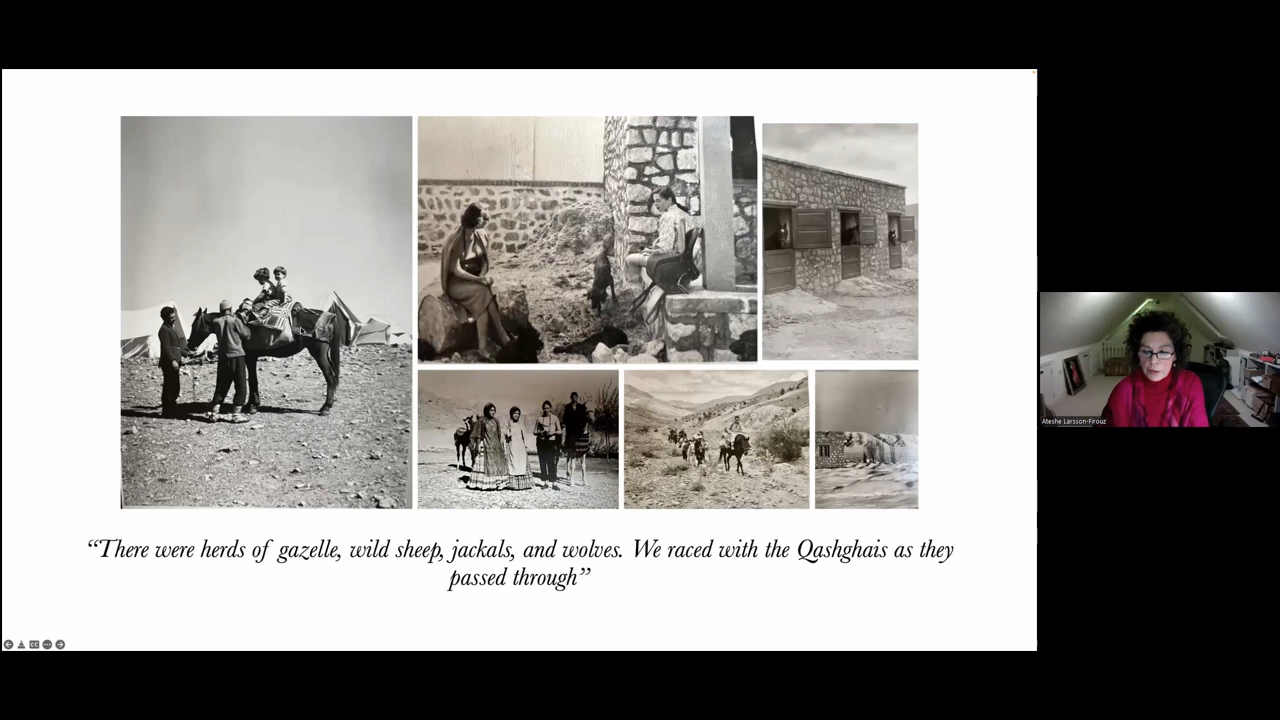 “There were herds of gazelle, wild sheep, jackals, and wolves. We raced with the Qashghais as they
passed through”
Ateshe Larsson-Firouz